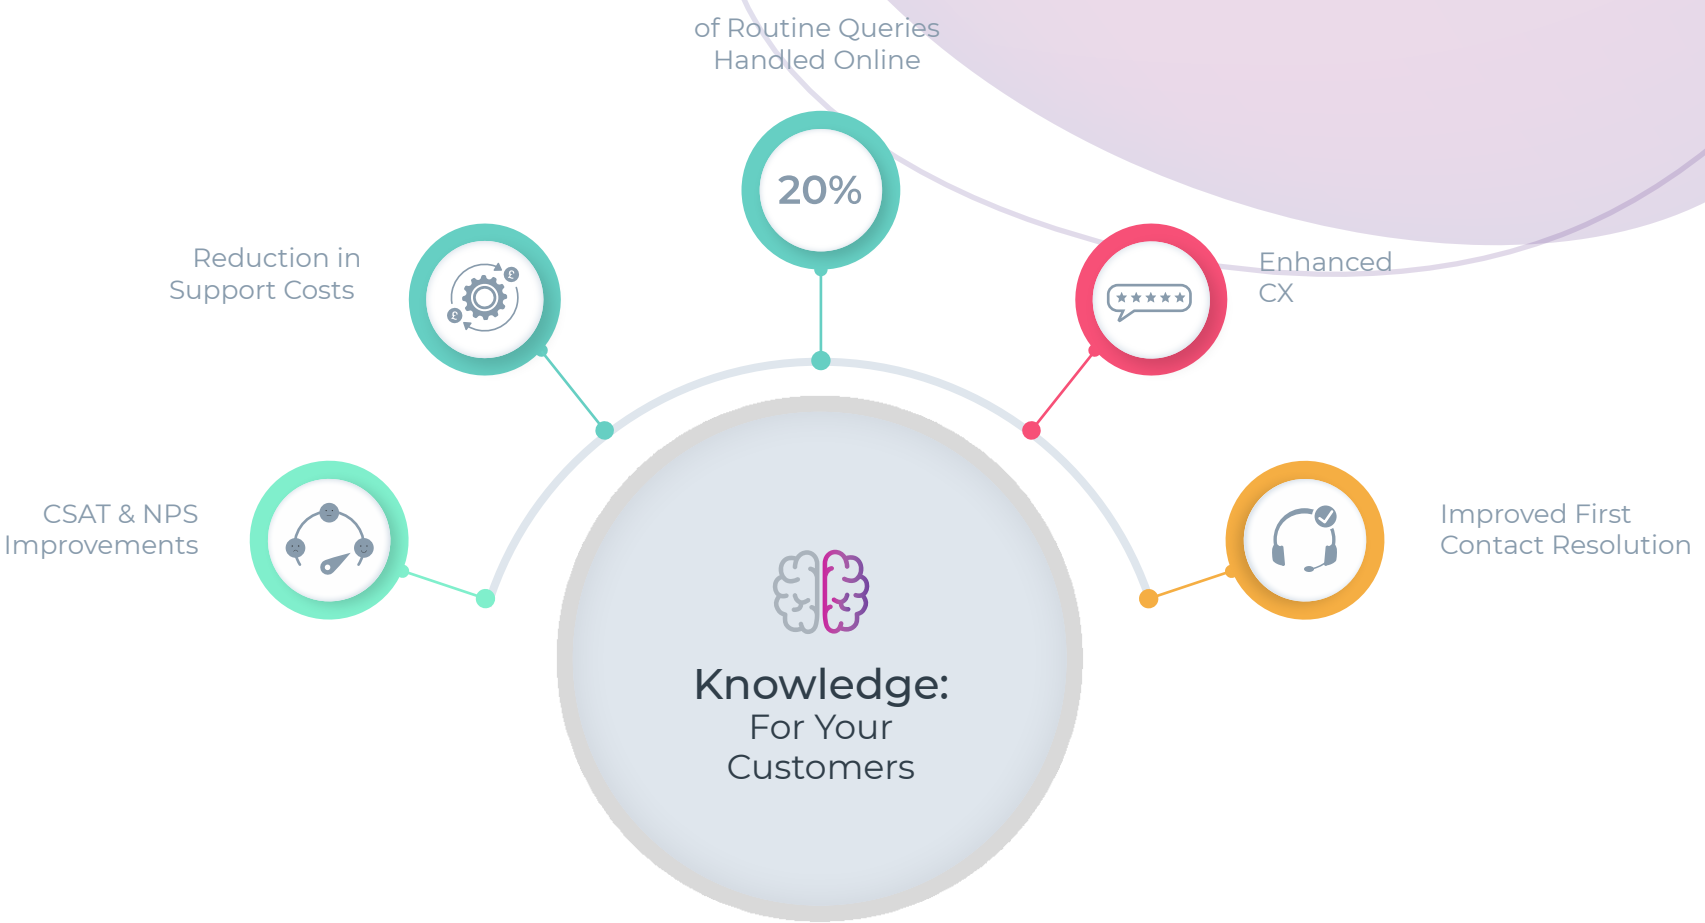 of Routine Queries
Handled Online
20%
Reduction in
Support Costs
£
£
Enhanced
CX
CSAT & NPS
Improvements
Improved First
Contact Resolution
Knowledge:
For Your
Customers